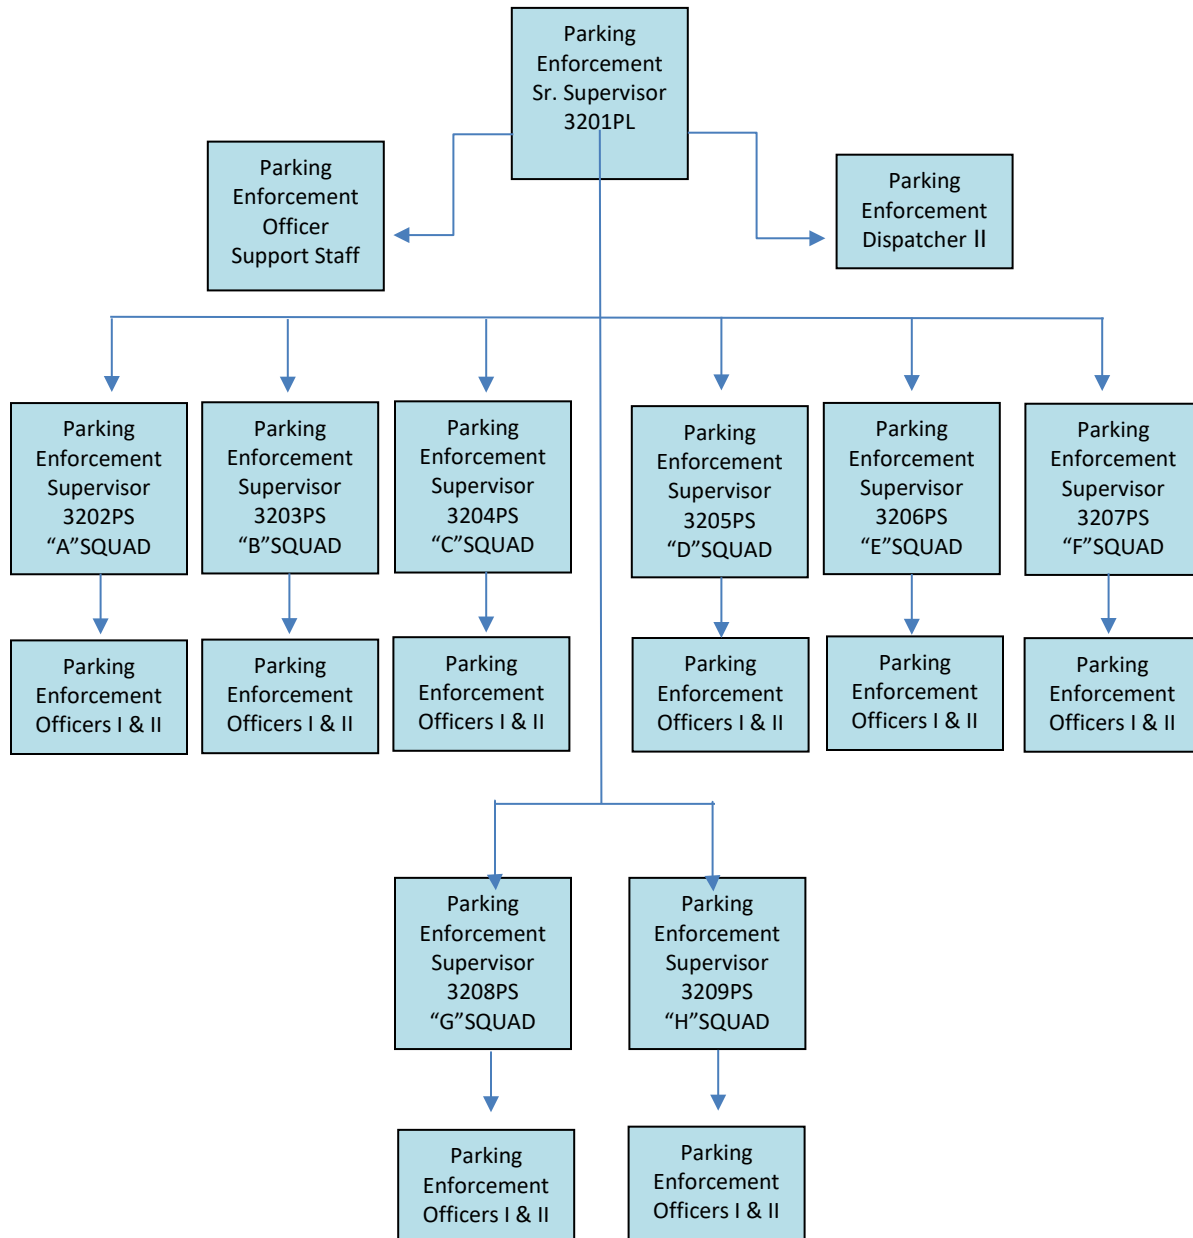 Parking
Enforcement
Sr. Supervisor
3201PL
Parking
Enforcement
Officer
Support Staff
Parking
Enforcement
Dispatcher II
Parking
Enforcement
Supervisor
3202PS
“A”SQUAD
Parking
Enforcement
Supervisor
3203PS
“B”SQUAD
Parking
Enforcement
Supervisor
3204PS
“C”SQUAD
Parking
Enforcement
Supervisor
3205PS
“D”SQUAD
Parking
Enforcement
Supervisor
3206PS
“E”SQUAD
Parking
Enforcement
Supervisor
3207PS
“F”SQUAD
Parking
Enforcement
Officers I & II
Parking
Enforcement
Officers I & II
Parking
Enforcement
Officers I & II
Parking
Enforcement
Officers I & II
Parking
Enforcement
Officers I & II
Parking
Enforcement
Officers I & II
Parking
Enforcement
Supervisor
3208PS
“G”SQUAD
Parking
Enforcement
Supervisor
3209PS
“H”SQUAD
Parking
Enforcement
Officers I & II
Parking
Enforcement
Officers I & II